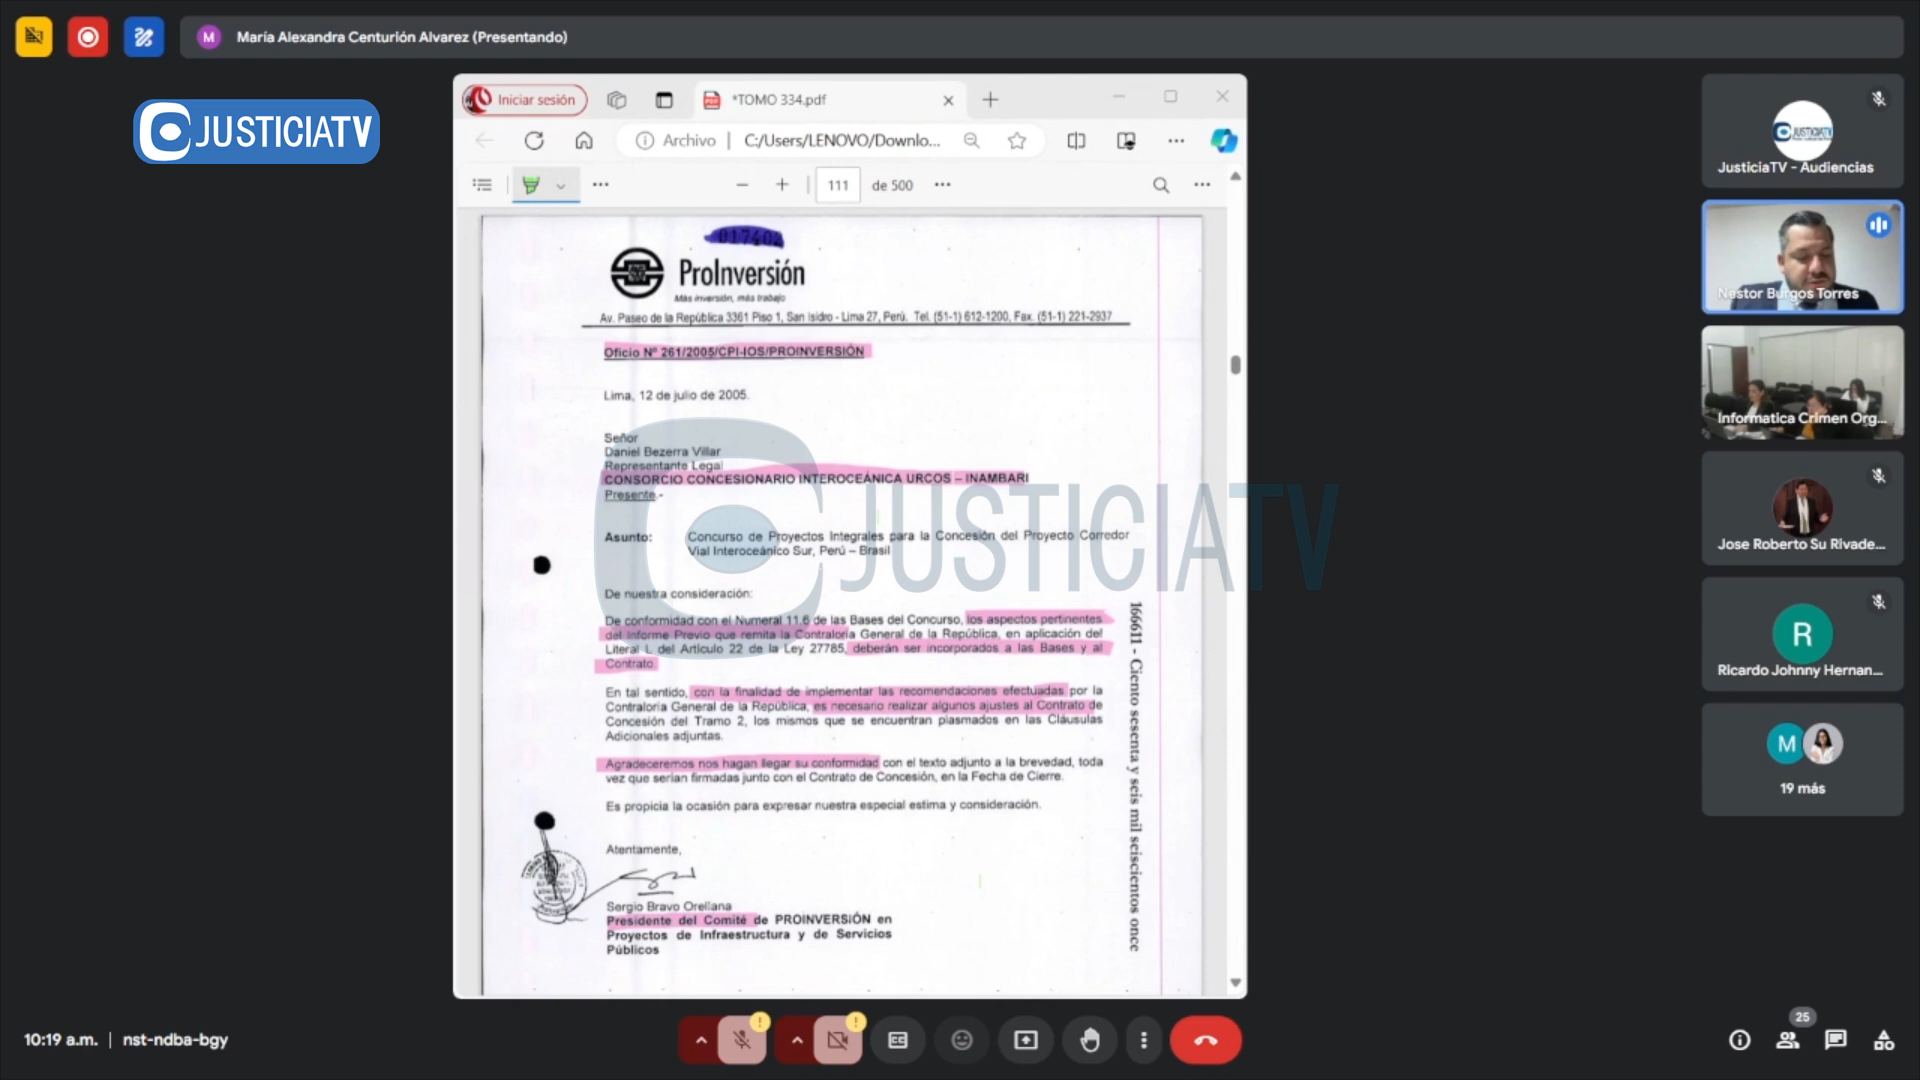 María Alexandra Centurión Alvarez (Presentando)
M
JUSTICIATV
Iniciar sesión
*TOMO 334.pdf
Archivo
C:/Users/LENOVO/Downlo...
111 de 500
017402
ProInversión
Más inversión, más trabajo
Av. Paseo de la República 3361 Piso 1, San Isidro - Lima 27, Perú. Tel. (51-1) 612-1200, Fax. (51-1) 221-2937
Oficio Nº 261/2005/CPI-IOS/PROINVERSIÓN
Lima, 12 de julio de 2005.
Señor
Daniel Bezerra Villar
Representante Legal
CONSORCIO CONCESIONARIO INTEROCEÁNICA URCOS – INAMBARI
Presente.-
Asunto: Concurso de Proyectos Integrales para la Concesión del Proyecto Corredor
Vial Interoceánico Sur, Perú – Brasil
De nuestra consideración:
De conformidad con el Numeral 11.6 de las Bases del Concurso, los aspectos pertinentes
del Informe Previo que remita la Contraloría General de la República, en aplicación del
Literal l. del Artículo 22 de la Ley 27785, deberán ser incorporados a las Bases y al
Contrato.
En tal sentido, con la finalidad de implementar las recomendaciones efectuadas por la
Contraloría General de la República, es necesario realizar algunos ajustes al Contrato de
Concesión del Tramo 2, los mismos que se encuentran plasmados en las Cláusulas
Adicionales adjuntas.
Agradeceremos nos hagan llegar su conformidad con el texto adjunto a la brevedad, toda
vez que serían firmadas junto con el Contrato de Concesión, en la Fecha de Cierre.
Es propicia la ocasión para expresar nuestra especial estima y consideración.
Atentamente,
Sergio Bravo Orellana
Presidente del Comité de PROINVERSIÓN en
Proyectos de Infraestructura y de Servicios
Públicos
166611 - Ciento sesenta y seis mil seiscientos once
JUSTICIATV
JUSTICIATV
JusticiaTV - Audiencias
Nestor Burgos Torres
Informatica Crimen Org...
Jose Roberto Su Rivade...
R
Ricardo Johnny Hernan...
M
19 más
10:19 a.m. | nst-ndba-bgy
25